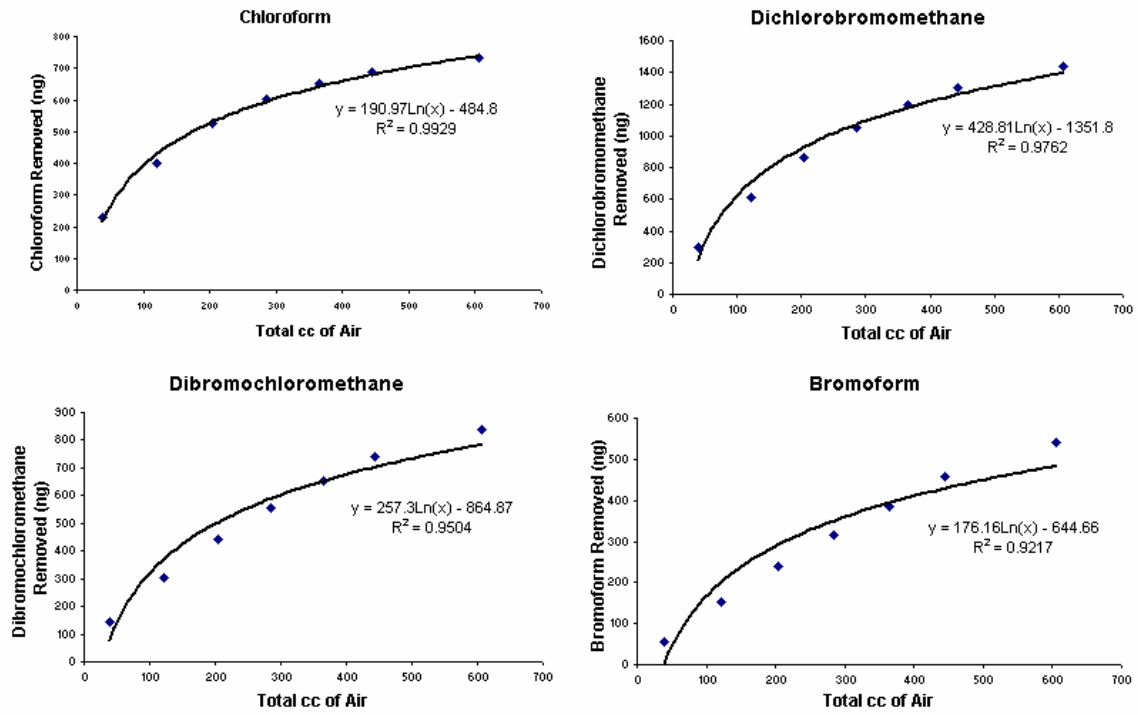 Chloroform
Chloroform Removed (ng)
800
700
600
500
400
300
200
100
0
y = 190.97Ln(x) - 484.8
R² = 0.9929
0 100 200 300 400 500 600 700
Total cc of Air
Dichlorobromomethane
Dichlorobromomethane
Removed (ng)
1600
1400
1200
1000
800
600
400
200
0
y = 428.81Ln(x) - 1351.8
R² = 0.9762
0 100 200 300 400 500 600 700
Total cc of Air
Dibromochloromethane
Dibromochloromethane
Removed (ng)
900
800
700
600
500
400
300
200
100
0
y = 257.3Ln(x) - 864.87
R² = 0.9504
0 100 200 300 400 500 600 700
Total cc of Air
Bromoform
Bromoform Removed (ng)
600
500
400
300
200
100
0
y = 176.16Ln(x) - 644.66
R² = 0.9217
0 100 200 300 400 500 600 700
Total cc of Air